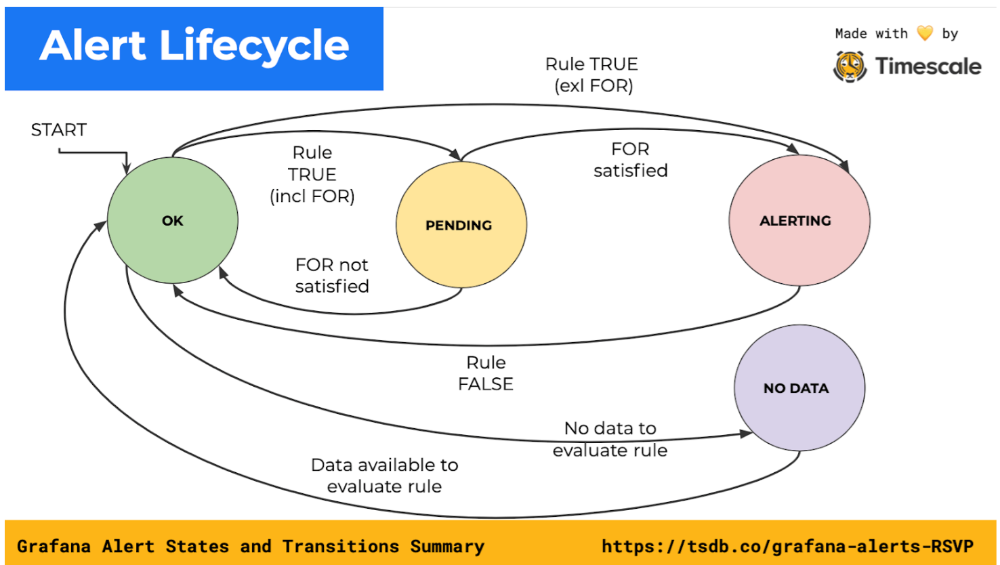 Alert Lifecycle
Made with 💛 by
Timescale
Rule TRUE
(exl FOR)
START
Rule
TRUE
(incl FOR)
FOR
satisfied
OK
PENDING
ALERTING
FOR not
satisfied
Rule
FALSE
NO DATA
No data to
evaluate rule
Data available to
evaluate rule
Grafana Alert States and Transitions Summary
https://tsdb.co/grafana-alerts-RSVP